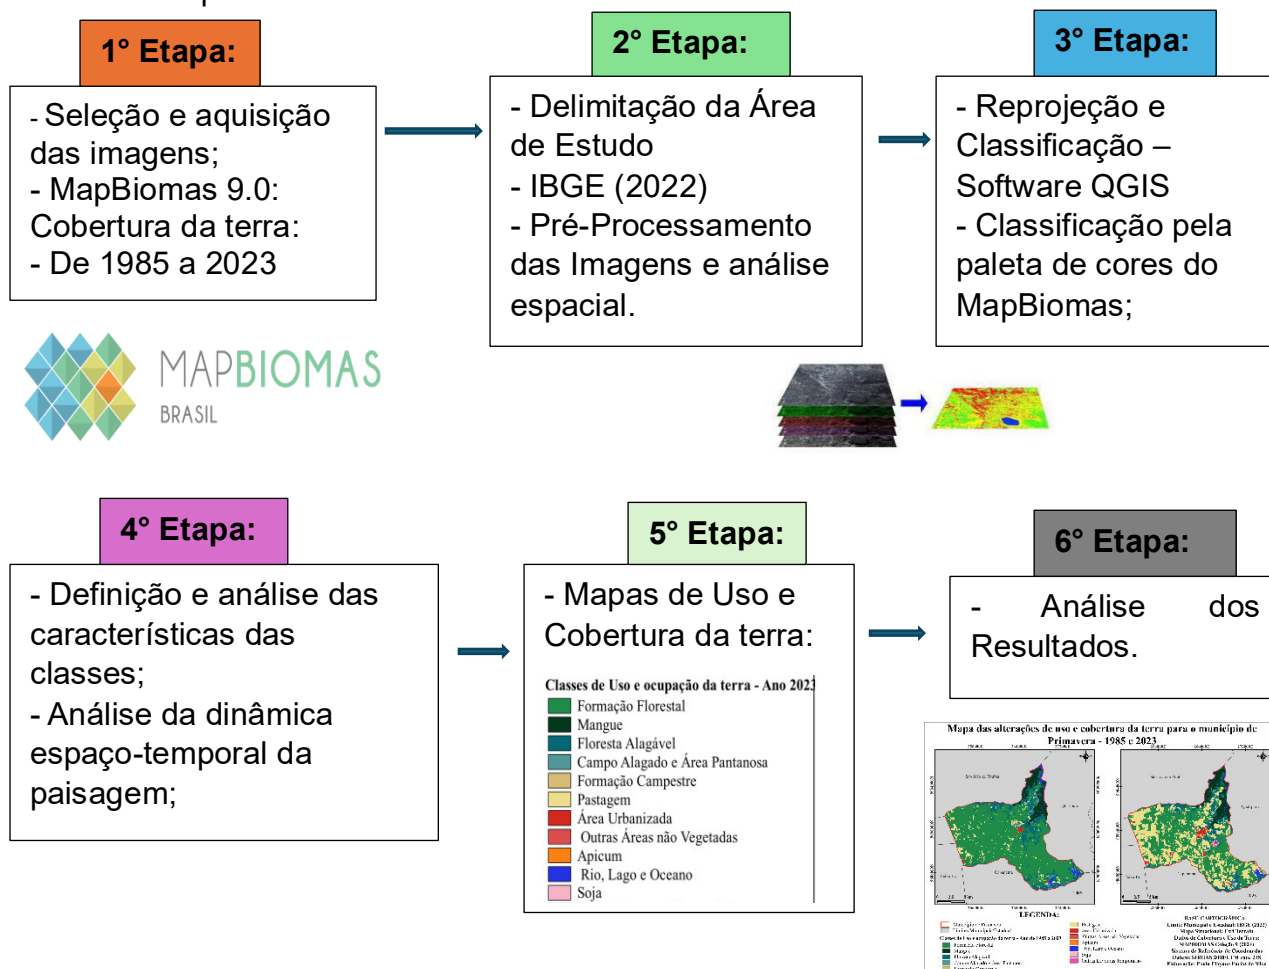 1° Etapa:
- Seleção e aquisição
das imagens;
- MapBiomas 9.0:
Cobertura da terra:
- De 1985 a 2023
2° Etapa:
- Delimitação da Área
de Estudo
- IBGE (2022)
- Pré-Processamento
das Imagens e análise
espacial.
3° Etapa:
- Reprojeção e
Classificação –
Software QGIS
- Classificação pela
paleta de cores do
MapBiomas;
MAPBIOMAS
BRASIL
4° Etapa:
- Definição e análise das
características das
classes;
- Análise da dinâmica
espaço-temporal da
paisagem;
5° Etapa:
- Mapas de Uso e
Cobertura da terra:
Classes de Uso e ocupação da terra - Ano 2023
Formação Florestal
Mangue
Floresta Alagável
Campo Alagado e Área Pantanosa
Formação Campestre
Pastagem
Área Urbanizada
Outras Áreas não Vegetadas
Apicum
Rio, Lago e Oceano
Soja
6° Etapa:
- Análise dos
Resultados.
Mapa das alterações de uso e cobertura da terra para o município de
Primavera - 1985 e 2023
LEGENDA:
Apicum
Soja
BASE CARTOGRÁFICA: